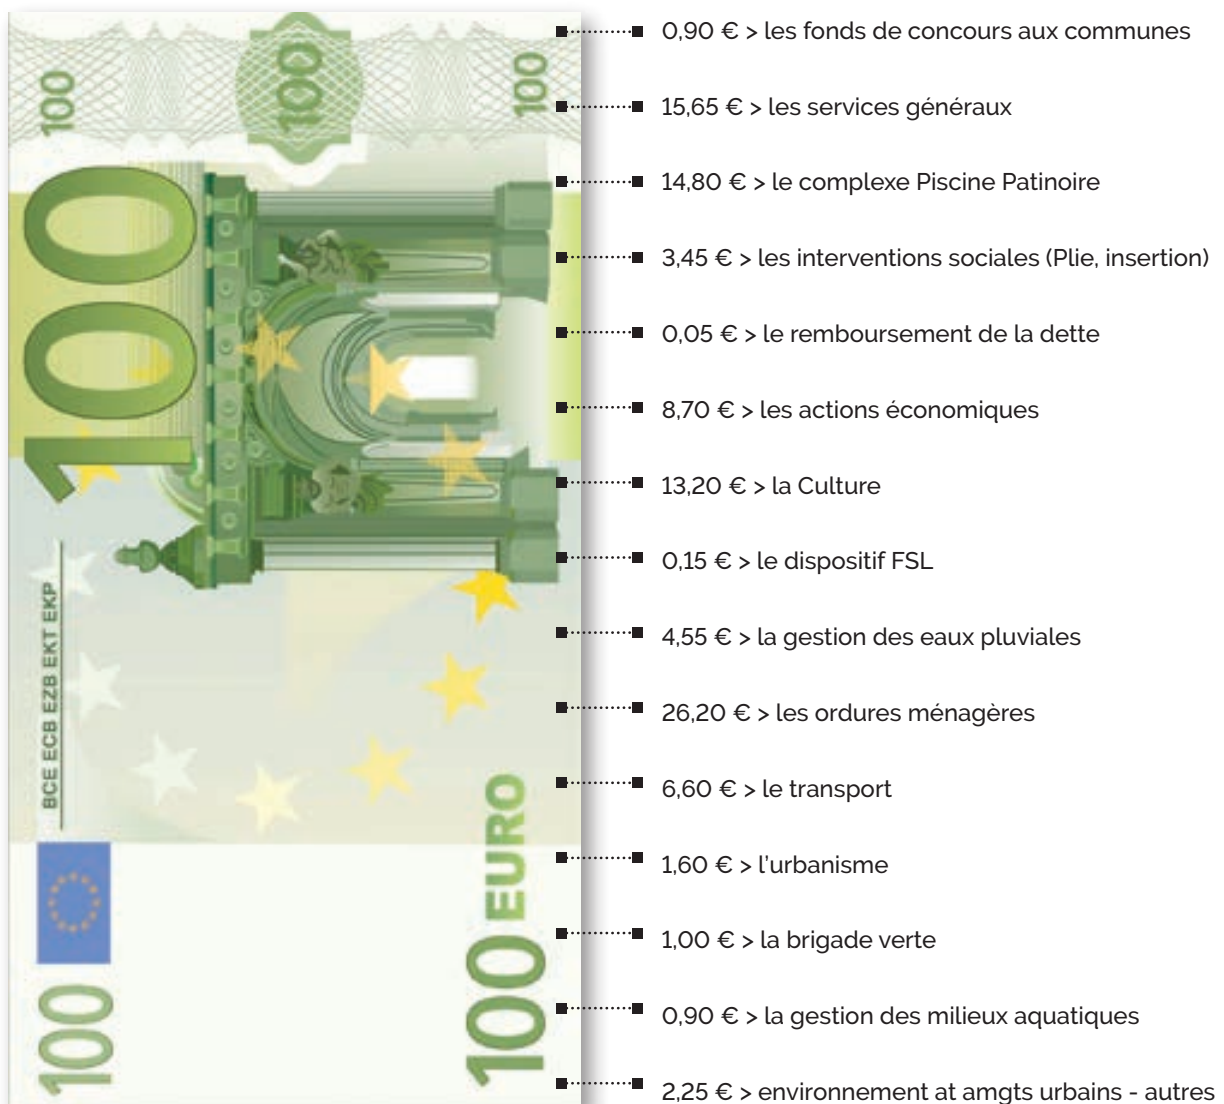 0,90 € > les fonds de concours aux communes
15,65 € > les services généraux
14,80 € > le complexe Piscine Patinoire
3,45 € > les interventions sociales (Plie, insertion)
0,05 € > le remboursement de la dette
8,70 € > les actions économiques
13,20 € > la Culture
0,15 € > le dispositif FSL
4,55 € > la gestion des eaux pluviales
26,20 € > les ordures ménagères
6,60 € > le transport
1,60 € > l'urbanisme
1,00 € > la brigade verte
0,90 € > la gestion des milieux aquatiques
2,25 € > environnement at amgts urbains - autres
100
100
100
100
BCE ECB EZB EKT EKP
100
100 EURO